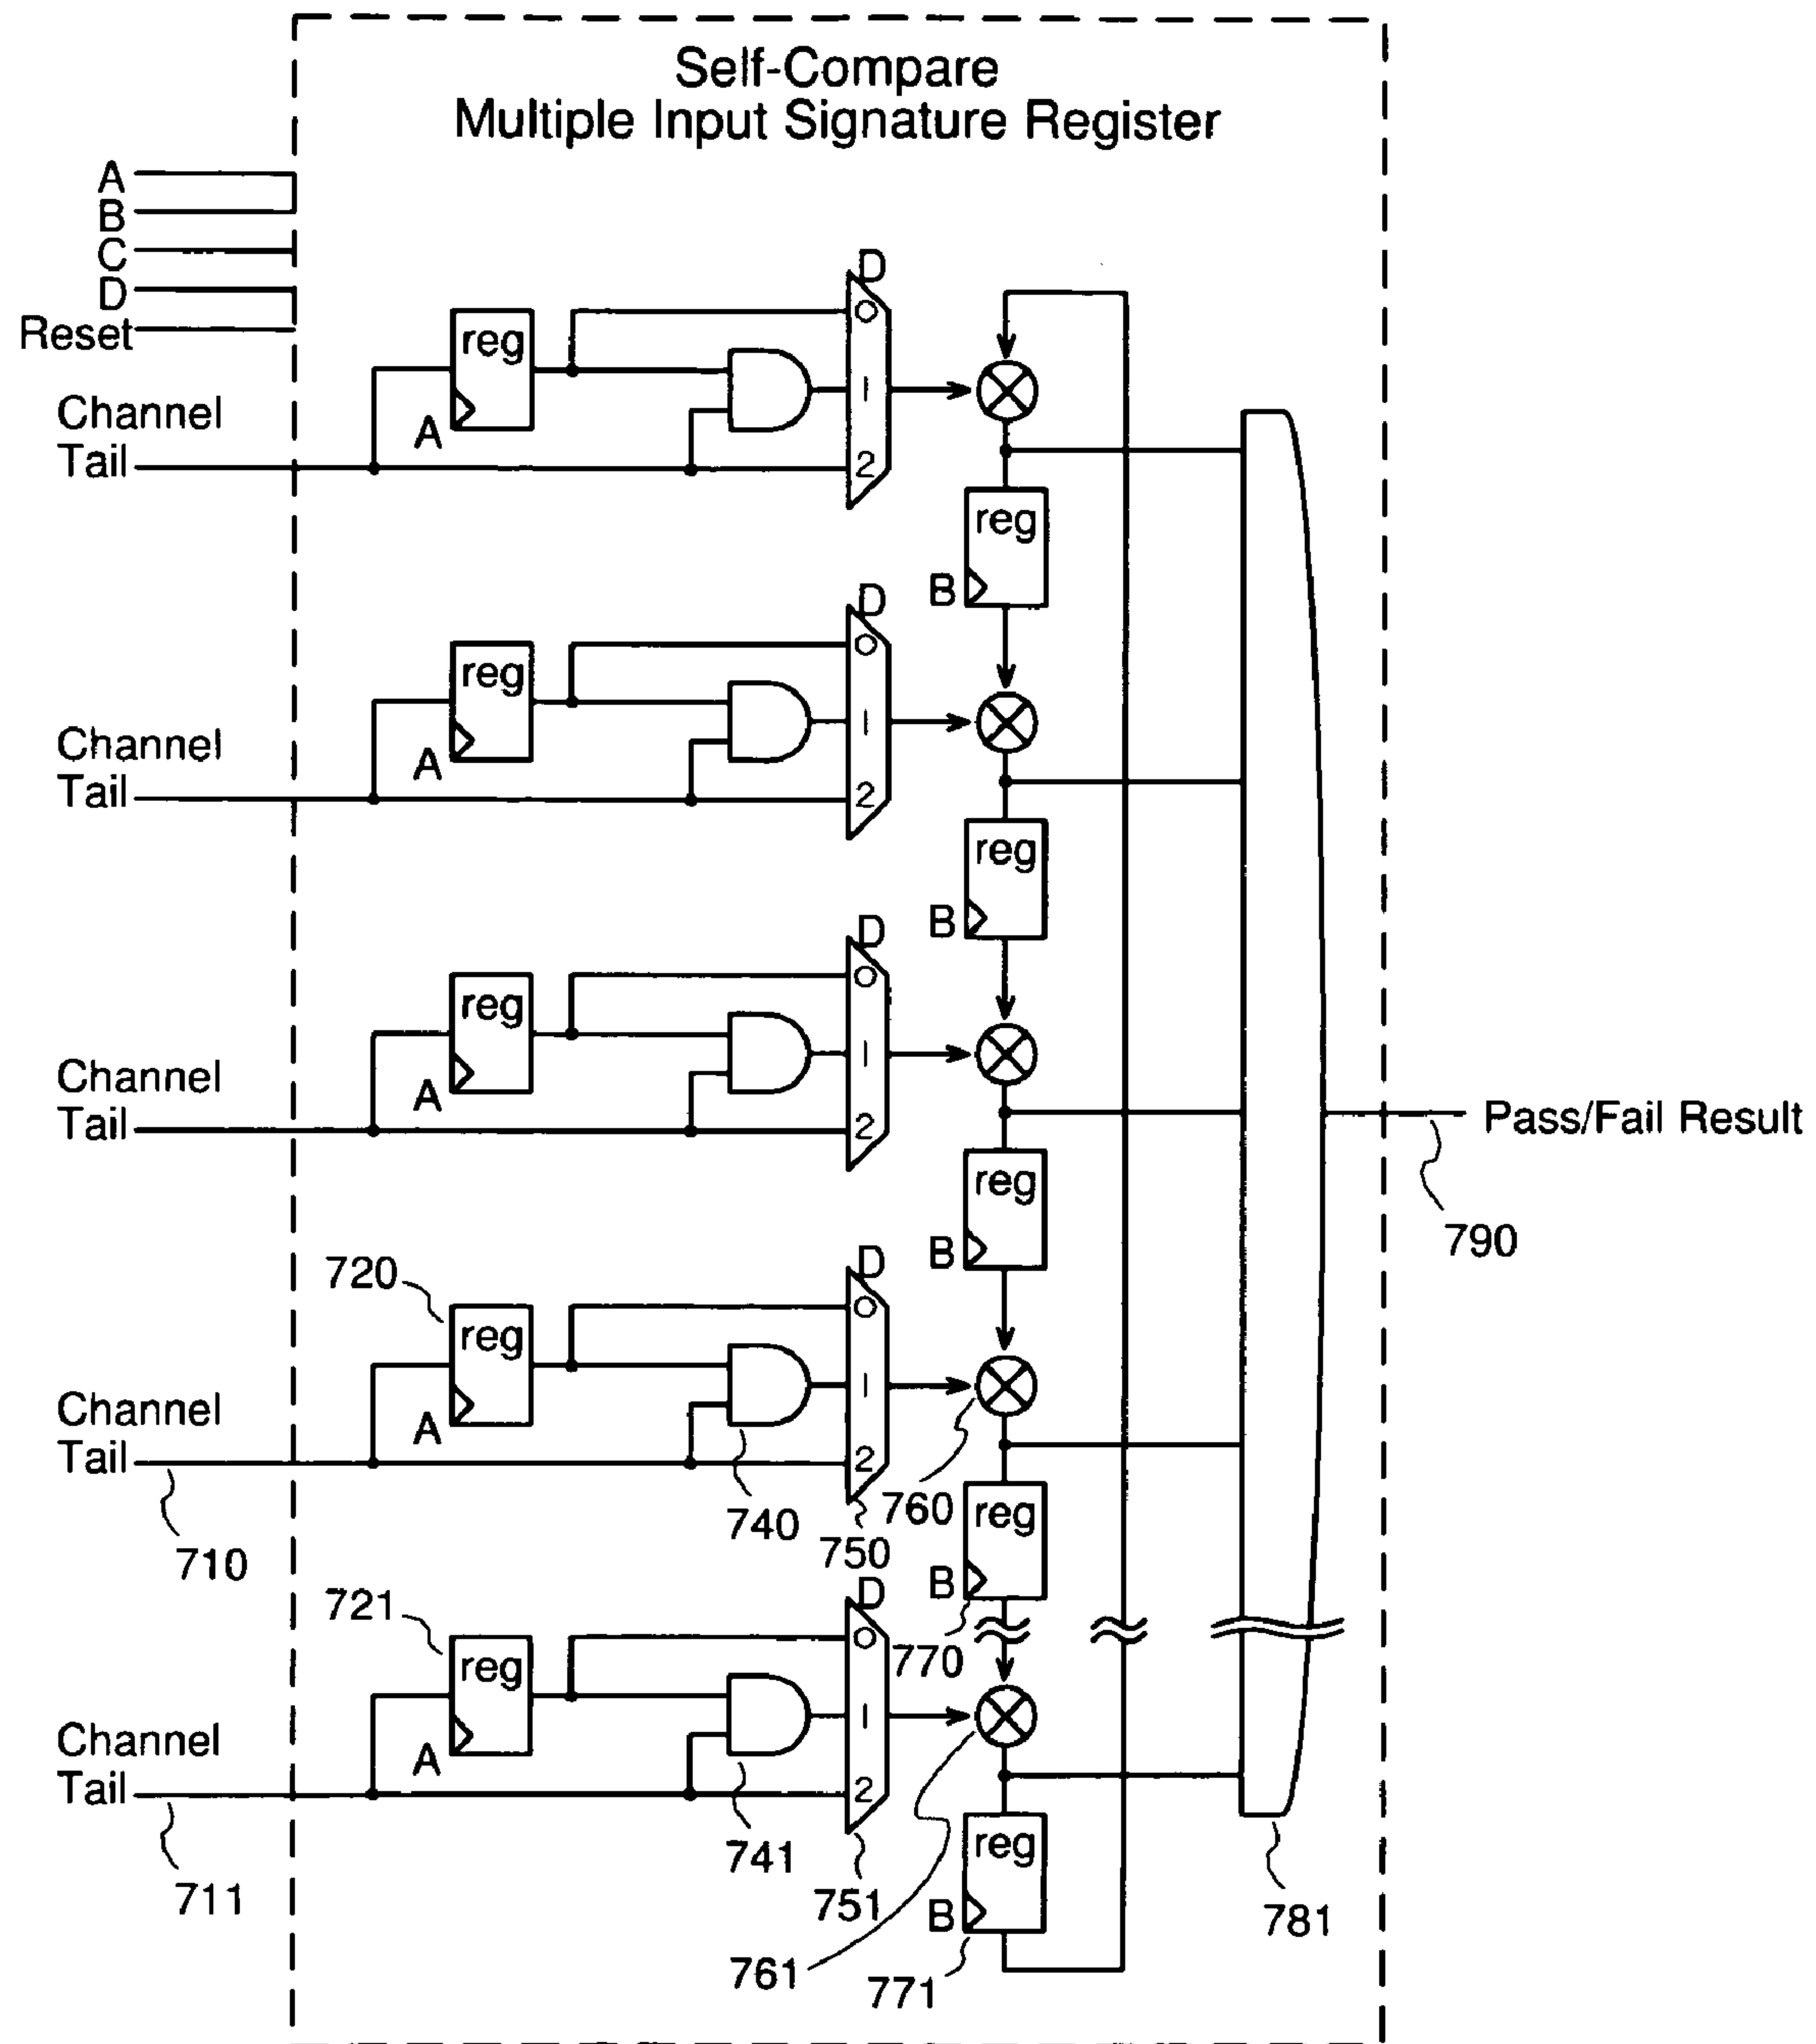 Self-Compare
Multiple Input Signature Register
A
B
C
D
Reset
D
0
reg
1
Channel
Tail
A
2
reg
B
D
0
reg
1
Channel
Tail
A
2
reg
B
D
0
reg
1
Channel
Tail
A
2
Pass/Fail Result
reg
B
790
D
720
0
reg
1
Channel
Tail
A
2
760
reg
740
750
710
B
D
721
0
770
reg
1
Channel
Tail
A
2
reg
741
751
711
B
781
761
771